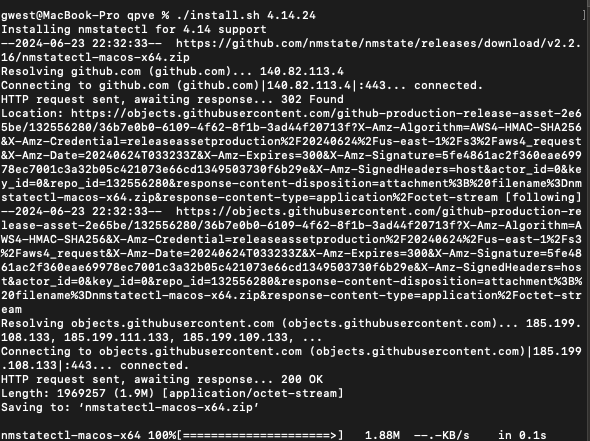 gwest@MacBook-Pro qpve % ./install.sh 4.14.24 ]
Installing nmstatectl for 4.14 support
--2024-06-23 22:32:33--  https://github.com/nmstate/nmstate/releases/download/v2.2.
16/nmstatectl-macos-x64.zip
Resolving github.com (github.com)... 140.82.113.4
Connecting to github.com (github.com)|140.82.113.4|:443... connected.
HTTP request sent, awaiting response... 302 Found
Location: https://objects.githubusercontent.com/github-production-release-asset-2e6
5be/132556280/36b7e0b0-6109-4f62-8f1b-3ad44f20713f?X-Amz-Algorithm=AWS4-HMAC-SHA256
&X-Amz-Credential=releaseassetproduction%2F20240624%2Fus-east-1%2Fs3%2Faws4_request
&X-Amz-Date=20240624T033233Z&X-Amz-Expires=300&X-Amz-Signature=5fe4861ac2f360eae699
78ec7001c3a32b05c421073e66cd1349503730f6b29e&X-Amz-SignedHeaders=host&actor_id=0&ke
y_id=0&repo_id=132556280&response-content-disposition=attachment%3B%20filename%3Dnm
statectl-macos-x64.zip&response-content-type=application%2Foctet-stream [following]
--2024-06-23 22:32:33--  https://objects.githubusercontent.com/github-production-re
lease-asset-2e65be/132556280/36b7e0b0-6109-4f62-8f1b-3ad44f20713f?X-Amz-Algorithm=A
WS4-HMAC-SHA256&X-Amz-Credential=releaseassetproduction%2F20240624%2Fus-east-1%2Fs3
%2Faws4_request&X-Amz-Date=20240624T033233Z&X-Amz-Expires=300&X-Amz-Signature=5fe48
61ac2f360eae69978ec7001c3a32b05c421073e66cd1349503730f6b29e&X-Amz-SignedHeaders=hos
t&actor_id=0&key_id=0&repo_id=132556280&response-content-disposition=attachment%3B%
20filename%3Dnmstatectl-macos-x64.zip&response-content-type=application%2Foctet-str
eam
Resolving objects.githubusercontent.com (objects.githubusercontent.com)... 185.199.
108.133, 185.199.111.133, 185.199.109.133, ...
Connecting to objects.githubusercontent.com (objects.githubusercontent.com)|185.199
.108.133|:443... connected.
HTTP request sent, awaiting response... 200 OK
Length: 1969257 (1.9M) [application/octet-stream]
Saving to: ‘nmstatectl-macos-x64.zip’
nmstatectl-macos-x64 100%[=====================>]   1.88M  --.-KB/s    in 0.1s